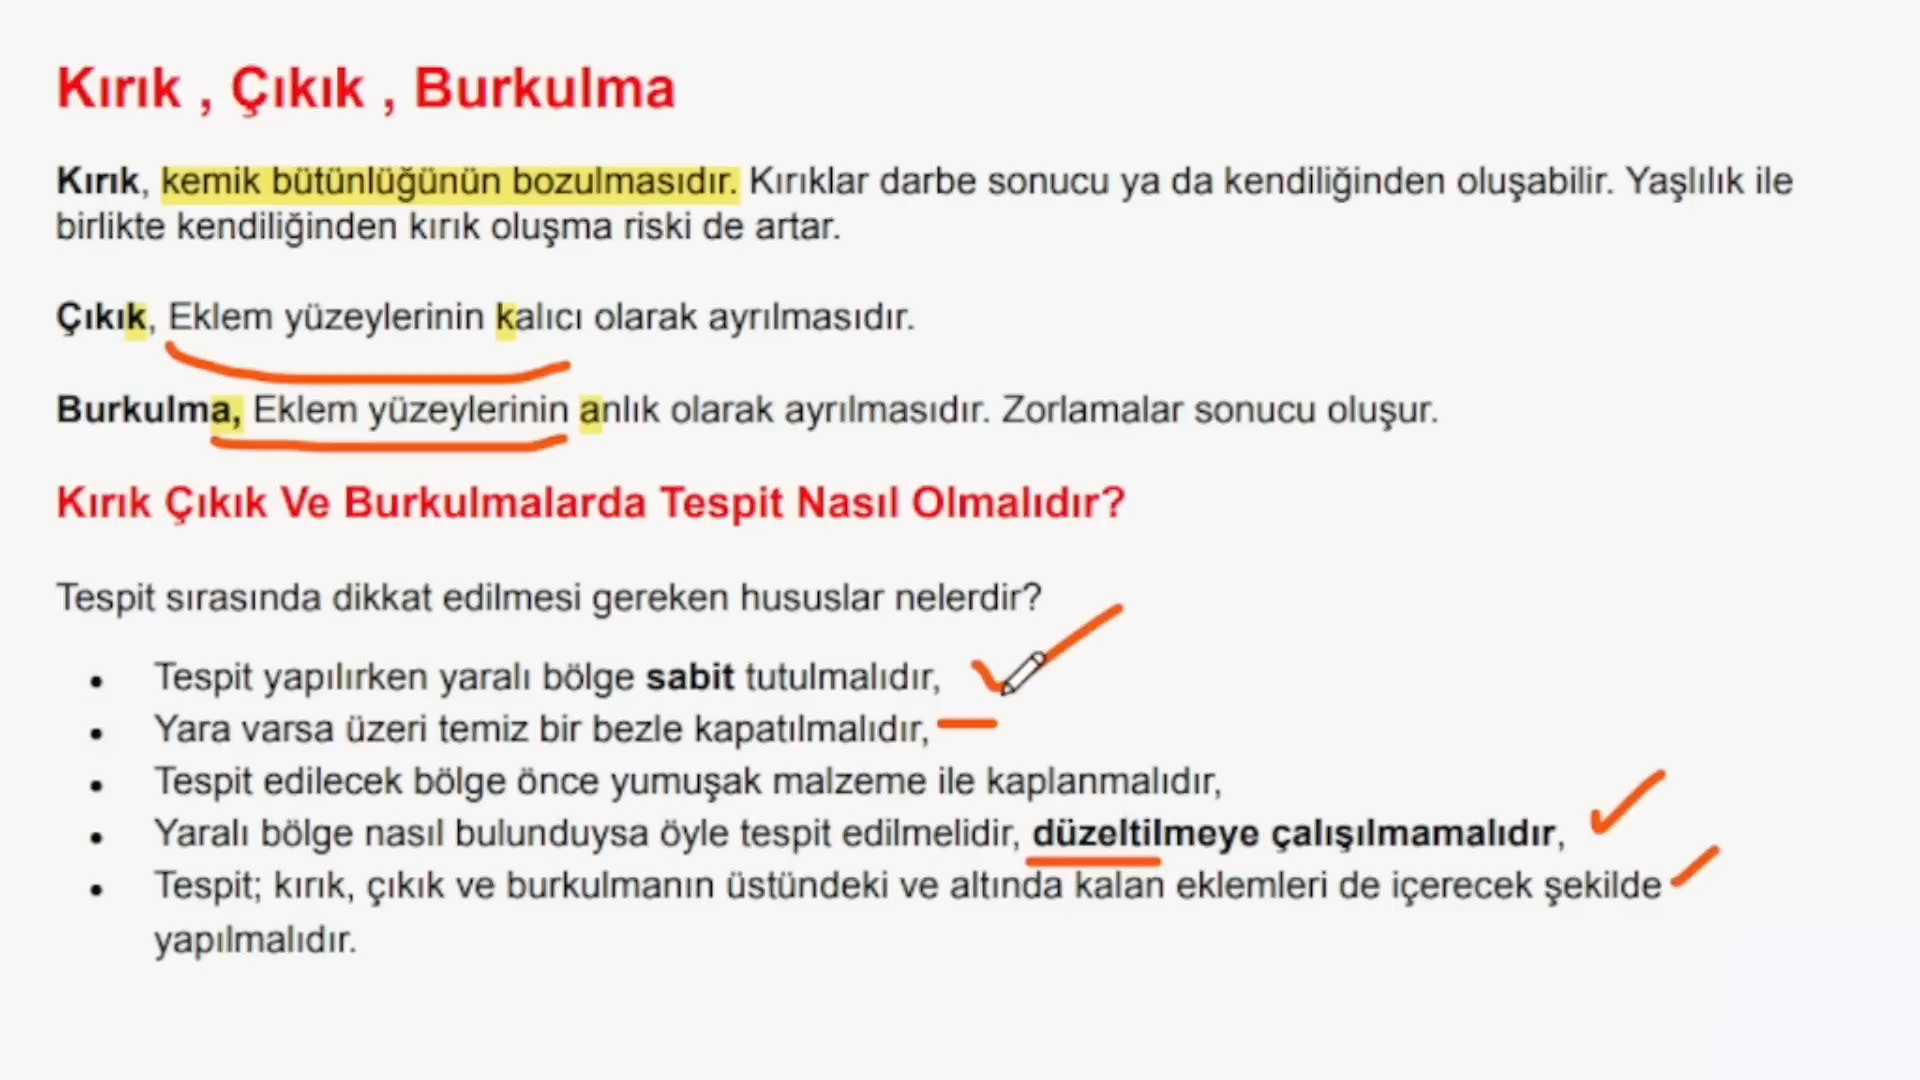 Kırık , Çıkık , Burkulma
Kırık, kemik bütünlüğünün bozulmasıdır. Kırıklar darbe sonucu ya da kendiliğinden oluşabilir. Yaşlılık ile
birlikte kendiliğinden kırık oluşma riski de artar.
Çıkık, Eklem yüzeylerinin kalıcı olarak ayrılmasıdır.
Burkulma, Eklem yüzeylerinin anlık olarak ayrılmasıdır. Zorlamalar sonucu oluşur.
Kırık Çıkık Ve Burkulmalarda Tespit Nasıl Olmalıdır?
Tespit sırasında dikkat edilmesi gereken hususlar nelerdir?
• Tespit yapılırken yaralı bölge sabit tutulmalıdır,
• Yara varsa üzeri temiz bir bezle kapatılmalıdır,
• Tespit edilecek bölge önce yumuşak malzeme ile kaplanmalıdır,
• Yaralı bölge nasıl bulunduysa öyle tespit edilmelidir, düzeltilmeye çalışılmamalıdır,
• Tespit; kırık, çıkık ve burkulmanın üstündeki ve altında kalan eklemleri de içerecek şekilde
yapılmalıdır.